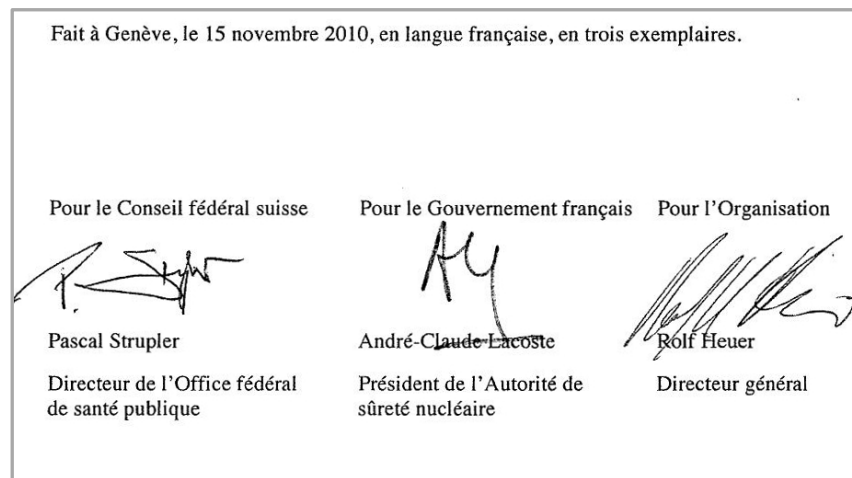 Fait à Genève, le 15 novembre 2010, en langue française, en trois exemplaires.
Pour le Conseil fédéral suisse
Pour le Gouvernement français
Pour l'Organisation
Pascal Strupler
André-Claude Lacoste
Rolf Heuer
Directeur de l'Office fédéral
de santé publique
Président de l'Autorité de
sûreté nucléaire
Directeur général